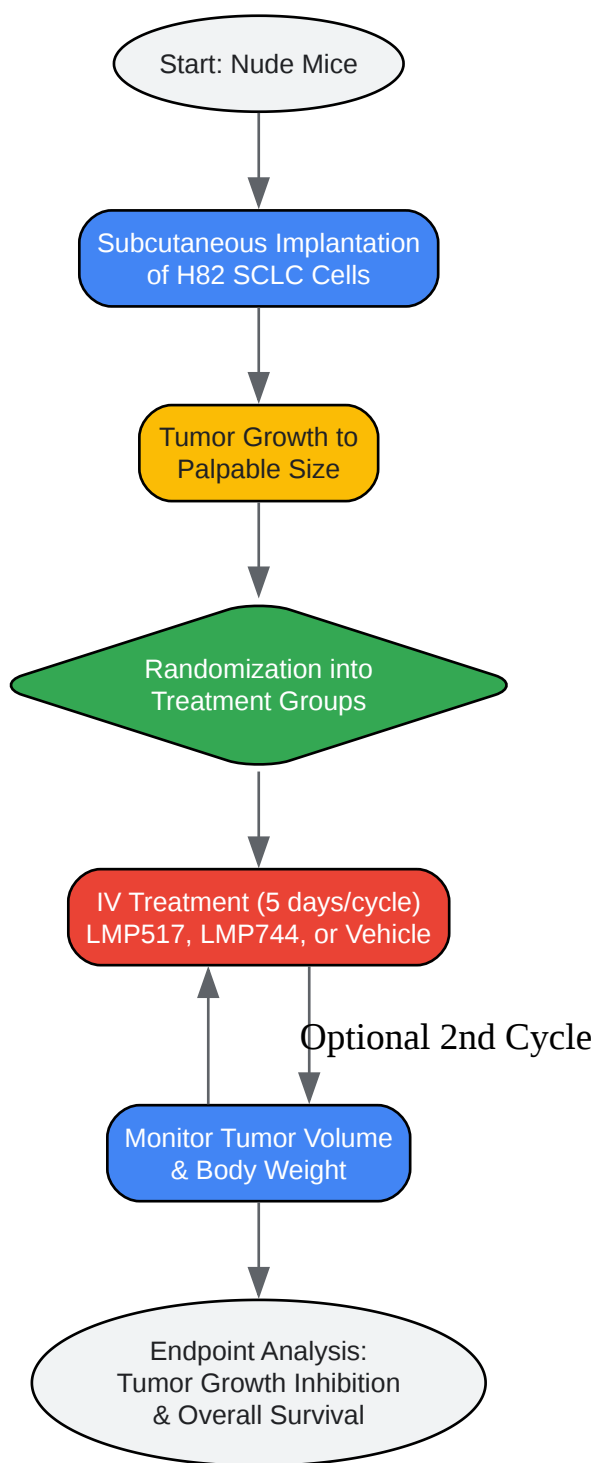 Start: Nude Mice
Subcutaneous Implantation
of H82 SCLC Cells
Tumor Growth to
Palpable Size
Randomization into
Treatment Groups
IV Treatment (5 days/cycle)
LMP517, LMP744, or Vehicle
Optional 2nd Cycle
Monitor Tumor Volume
& Body Weight
Endpoint Analysis:
Tumor Growth Inhibition
& Overall Survival